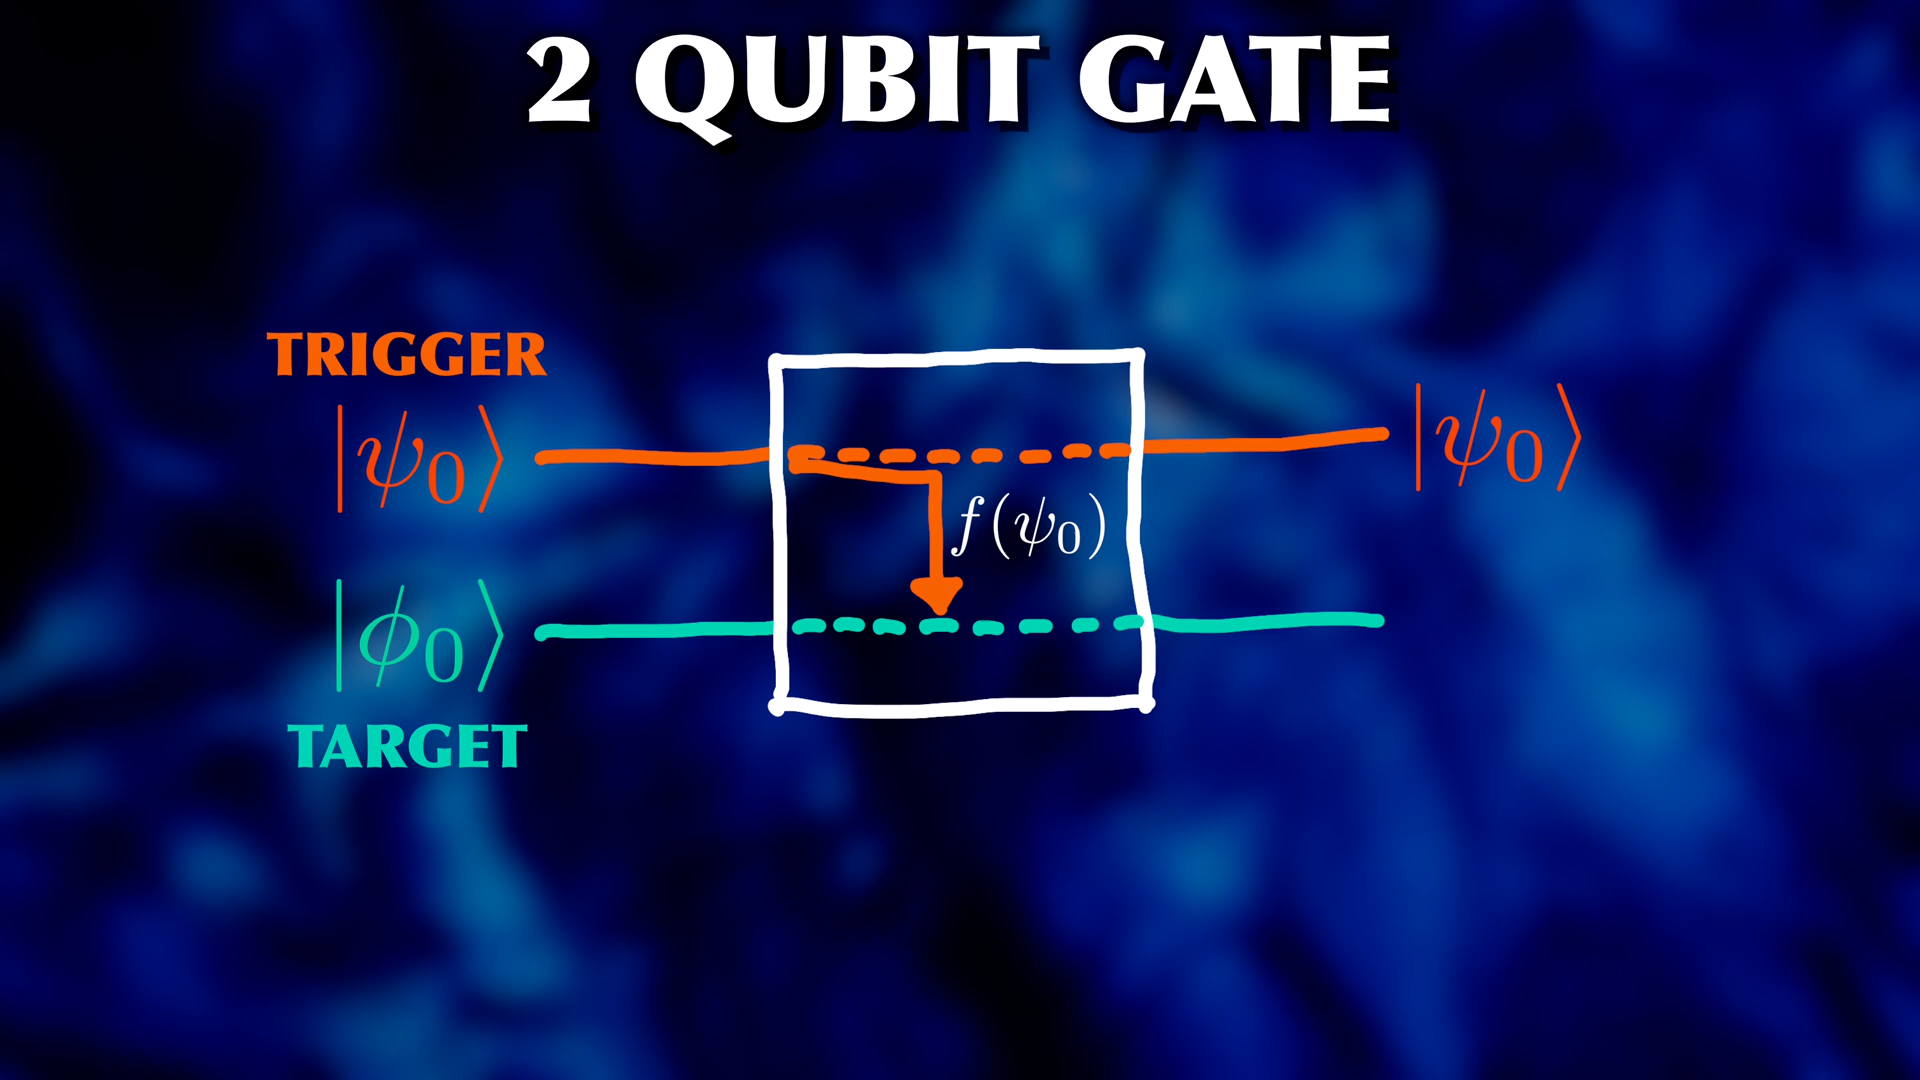 2 QUBIT GATE
TRIGGER
|ψ₀⟩
|ψ₀⟩
f(ψ₀)
|ϕ₀⟩
TARGET